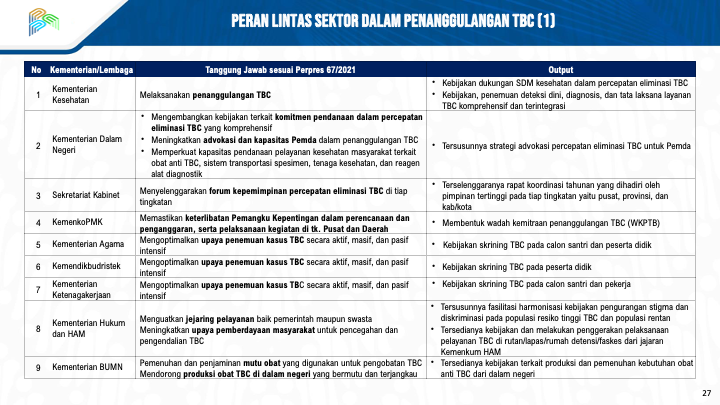 PERAN LINTAS SEKTOR DALAM PENANGGULANGAN TBC (1)
No Kementerian/Lembaga Tanggung Jawab sesuai Perpres 67/2021 Output
1
Kementerian
Kesehatan
Melaksanakan penanggulangan TBC
• Kebijakan dukungan SDM kesehatan dalam percepatan eliminasi TBC
• Kebijakan, penemuan deteksi dini, diagnosis, dan tata laksana layanan
TBC komprehensif dan terintegrasi
2
Kementerian Dalam
Negeri
• Mengembangkan kebijakan terkait komitmen pendanaan dalam percepatan
eliminasi TBC yang komprehensif
• Meningkatkan advokasi dan kapasitas Pemda dalam penanggulangan TBC
• Memperkuat kapasitas pendanaan pelayanan kesehatan masyarakat terkait
obat anti TBC, sistem transportasi spesimen, tenaga kesehatan, dan reagen
alat diagnostik
• Tersusunnya strategi advokasi percepatan eliminasi TBC untuk Pemda
3
Sekretariat Kabinet
Menyelenggarakan forum kepemimpinan percepatan eliminasi TBC di tiap
tingkatan
• Terselenggaranya rapat koordinasi tahunan yang dihadiri oleh
pimpinan tertinggi pada tiap tingkatan yaitu pusat, provinsi, dan
kab/kota
4
KemenkoPMK
Memastikan keterlibatan Pemangku Kepentingan dalam perencanaan dan
penganggaran, serta pelaksanaan kegiatan di tk. Pusat dan Daerah
• Membentuk wadah kemitraan penanggulangan TBC (WKPTB)
5
Kementerian Agama
Mengoptimalkan upaya penemuan kasus TBC secara aktif, masif, dan pasif
intensif
• Kebijakan skrining TBC pada calon santri dan peserta didik
6
Kemendikbudristek
Mengoptimalkan upaya penemuan kasus TBC secara aktif, masif, dan pasif
intensif
• Kebijakan skrining TBC pada peserta didik
7
Kementerian
Ketenagakerjaan
Mengoptimalkan upaya penemuan kasus TBC secara aktif, masif, dan pasif
intensif
• Kebijakan skrining TBC pada calon santri dan pekerja
8
Kementerian Hukum
dan HAM
Menguatkan jejaring pelayanan baik pemerintah maupun swasta
Meningkatkan upaya pemberdayaan masyarakat untuk pencegahan dan
pengendalian TBC
• Tersusunnya fasilitasi harmonisasi kebijakan pengurangan stigma dan
diskriminasi pada populasi resiko tinggi TBC dan populasi rentan
• Tersedianya kebijakan dan melakukan penggerakan pelaksanaan
pelayanan TBC di rutan/lapas/rumah detensi/faskes dari jajaran
Kemenkum HAM
9
Kementerian BUMN
Pemenuhan dan penjaminan mutu obat yang digunakan untuk pengobatan TBC
Mendorong produksi obat TBC di dalam negeri yang bermutu dan terjangkau
• Tersedianya kebijakan terkait produksi dan pemenuhan kebutuhan obat
anti TBC dari dalam negeri
27